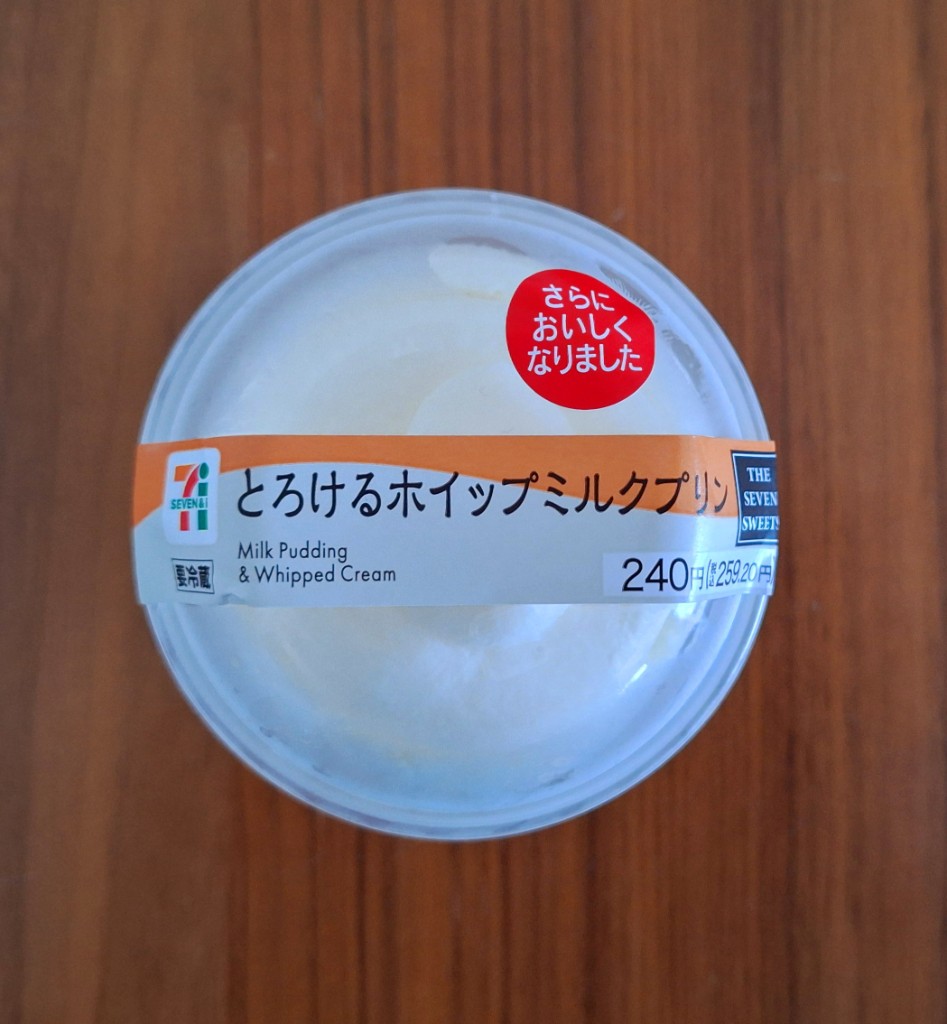 さらに
おいしく
なりました
SEVEN&i
とろけるホイップミルクプリン
THE
SEVEN
SWEETS
要冷蔵
Milk Pudding
& Whipped Cream
240円(税込259.20円)